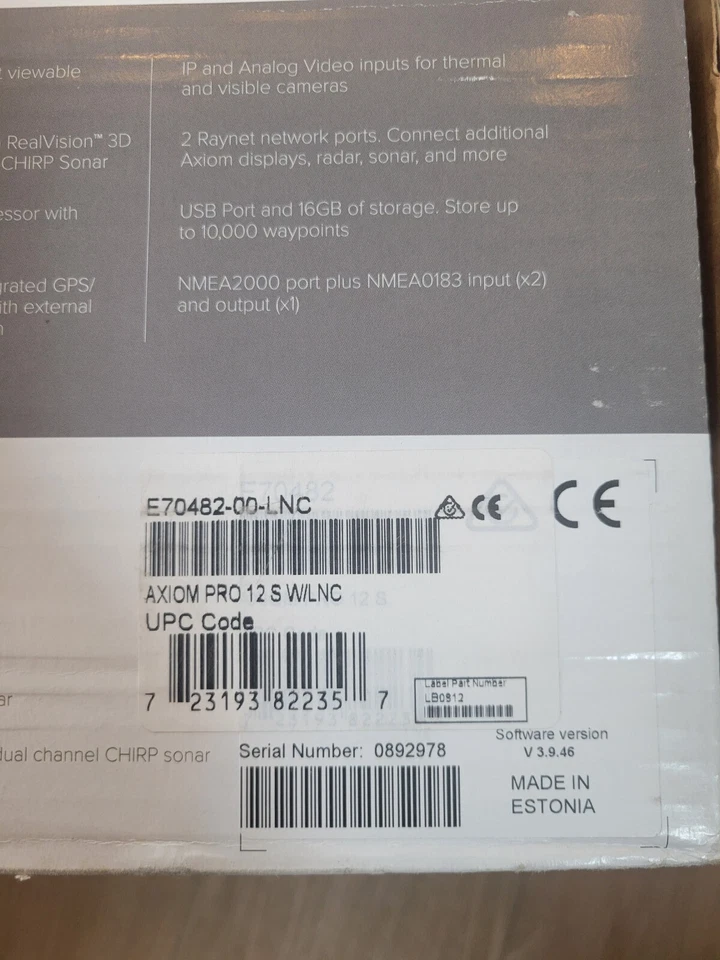 viewable
RealVision™ 3D
CHIRP Sonar
essor with
grated GPS/
ith external
IP and Analog Video inputs for thermal
and visible cameras
2 Raynet network ports. Connect additional
Axiom displays, radar, sonar, and more
USB Port and 16GB of storage. Store up
to 10,000 waypoints
NMEA2000 port plus NMEA0183 input (x2)
and output (x1)
E70482
E70482-00-LNC
CE CE
AXIOM PRO 12 S W/LNC
12 S
UPC Code
7 23193 82235 7
Label Part Number
LB0812
ar
dual channel CHIRP sonar
Serial Number: 0892978
Software version
V 3.9.46
MADE IN
ESTONIA